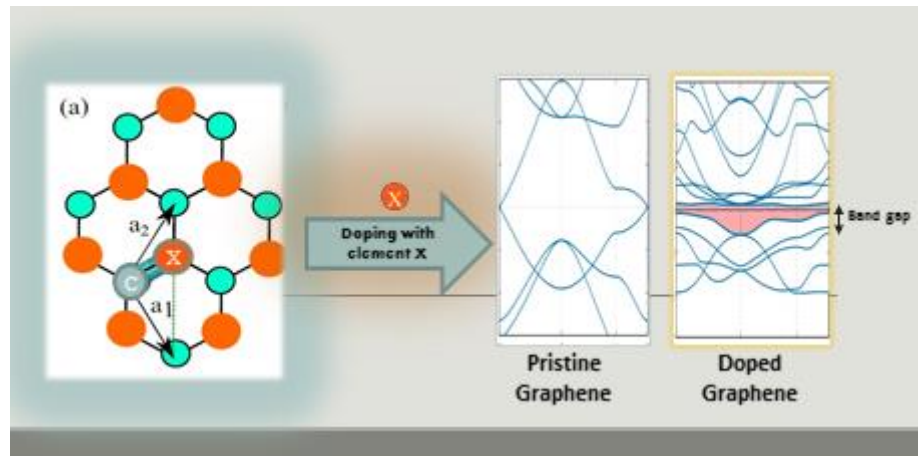 (a)
a2
X
C
a1
X
Doping with
element X
Band gap
Pristine
Graphene
Doped
Graphene